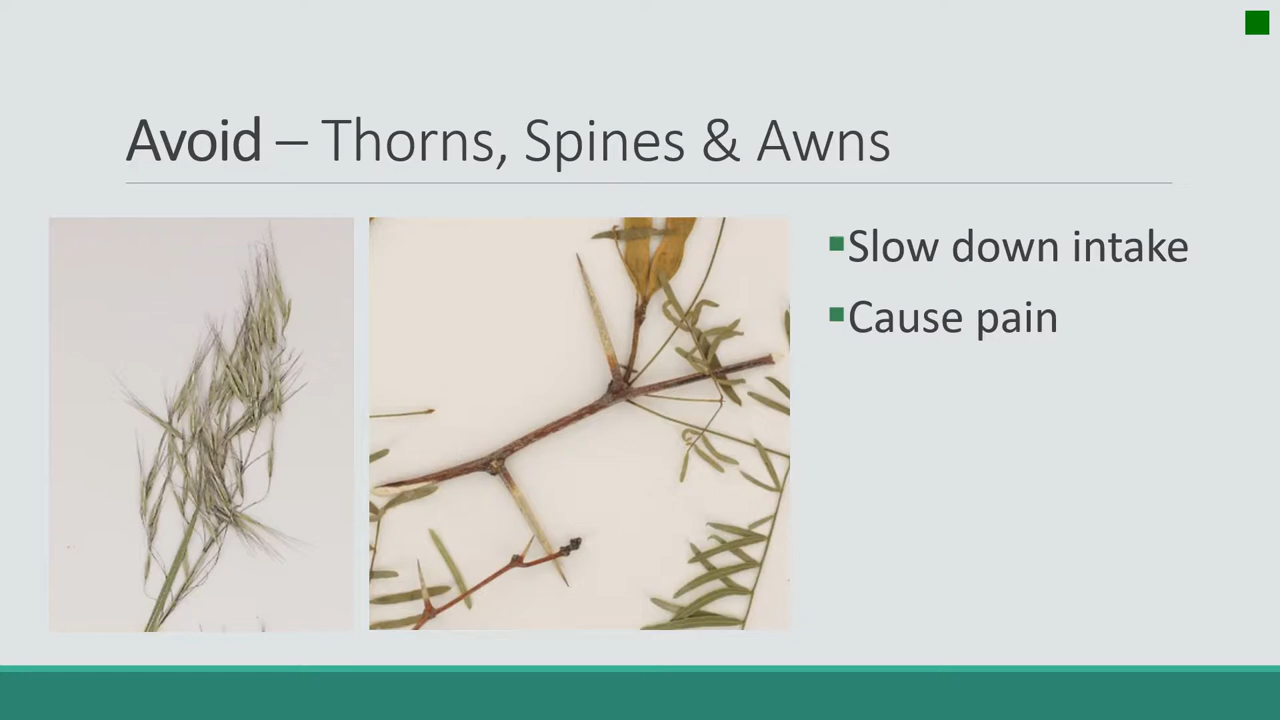 Avoid – Thorns, Spines & Awns
▪Slow down intake
▪Cause pain